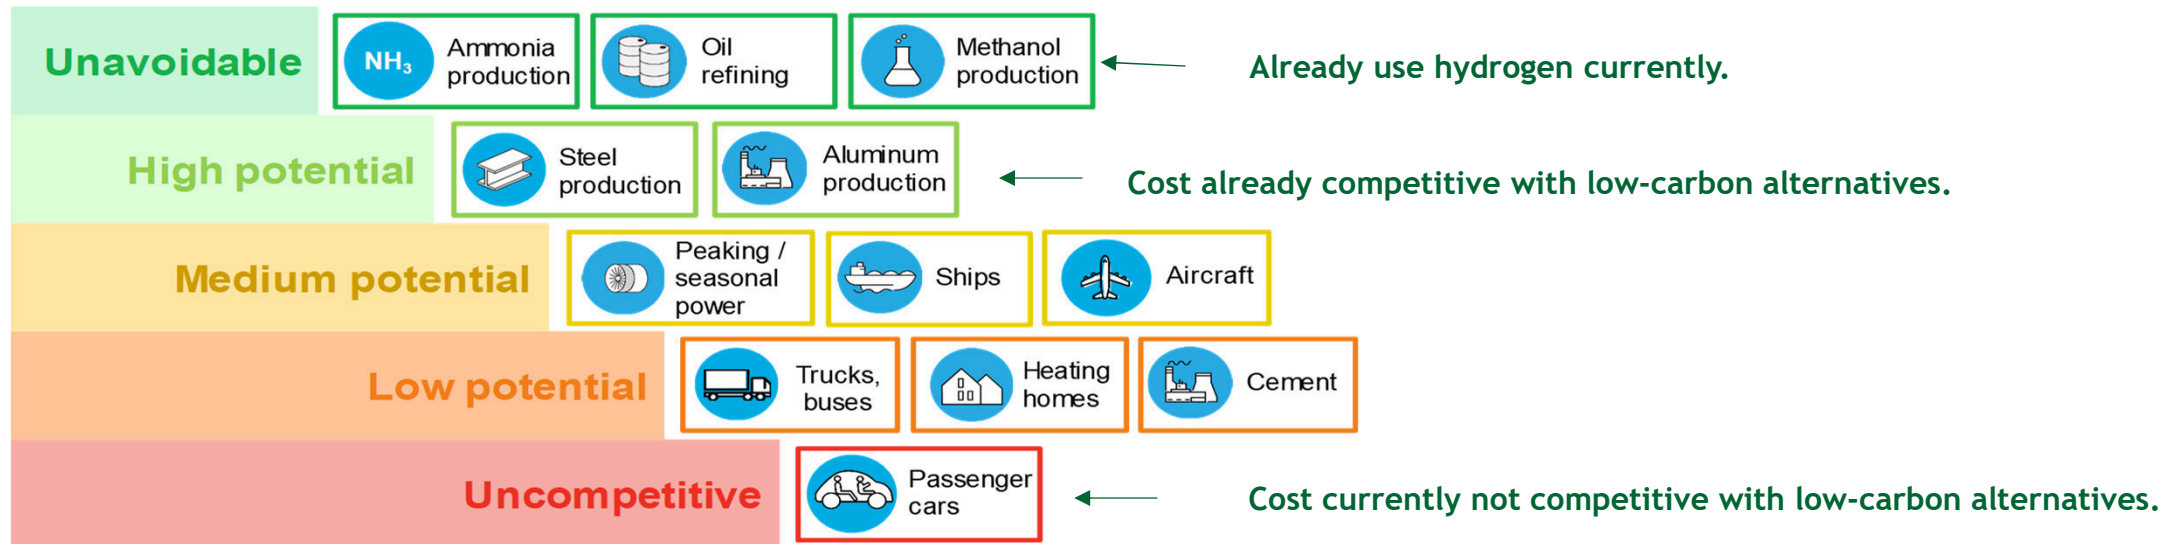 Unavoidable
NH₃
Ammonia
production
Oil
refining
Methanol
production
Already use hydrogen currently.
High potential
Steel
production
Aluminum
production
Cost already competitive with low-carbon alternatives.
Medium potential
Peaking /
seasonal
power
Ships
Aircraft
Low potential
Trucks,
buses
Heating
homes
Cement
Uncompetitive
Passenger
cars
Cost currently not competitive with low-carbon alternatives.